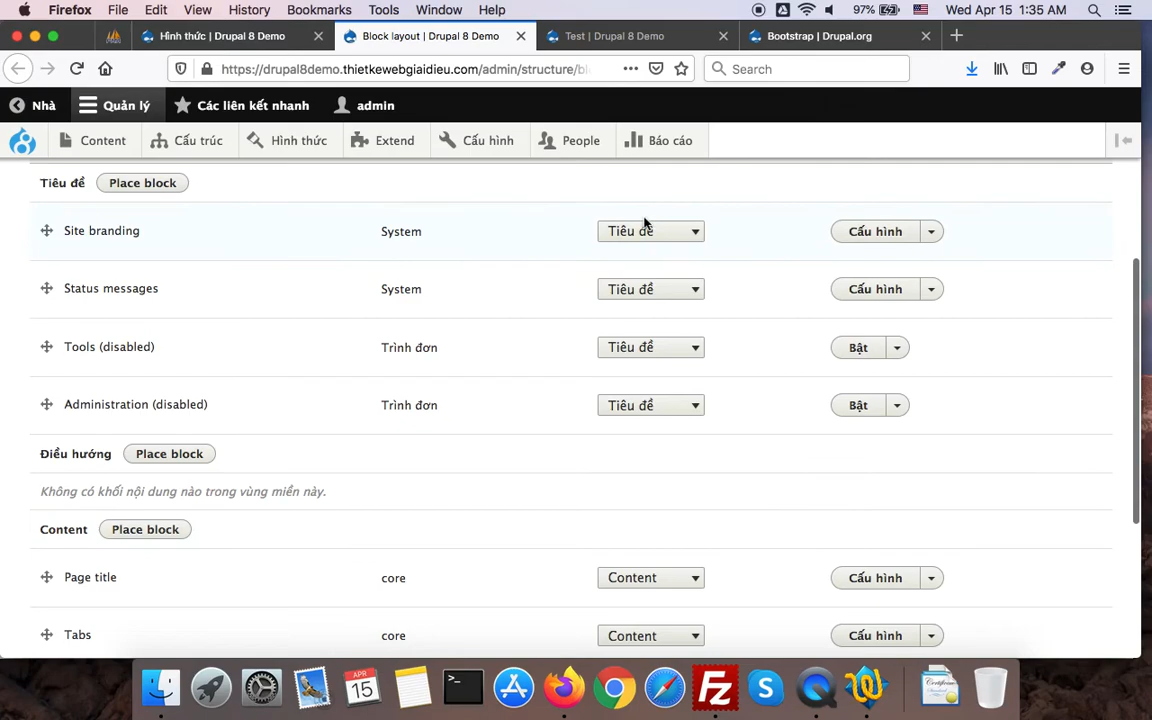 Firefox File Edit View History Bookmarks Tools Window Help 97% Wed Apr 15 1:35 AM
Hình thức | Drupal 8 Demo Block layout | Drupal 8 Demo Test | Drupal 8 Demo Bootstrap | Drupal.org
https://drupal8demo.thietkewebgiaidieu.com/admin/structure/bl Search
Nhà Quản lý Các liên kết nhanh admin
Content Cấu trúc Hình thức Extend Cấu hình People Báo cáo
Tiêu đề Place block
Site branding System Tiêu đề Cấu hình
Status messages System Tiêu đề Cấu hình
Tools (disabled) Trình đơn Tiêu đề Bật
Administration (disabled) Trình đơn Tiêu đề Bật
Điều hướng Place block
Không có khối nội dung nào trong vùng miền này.
Content Place block
Page title core Content Cấu hình
Tabs core Content Cấu hình
APR
15